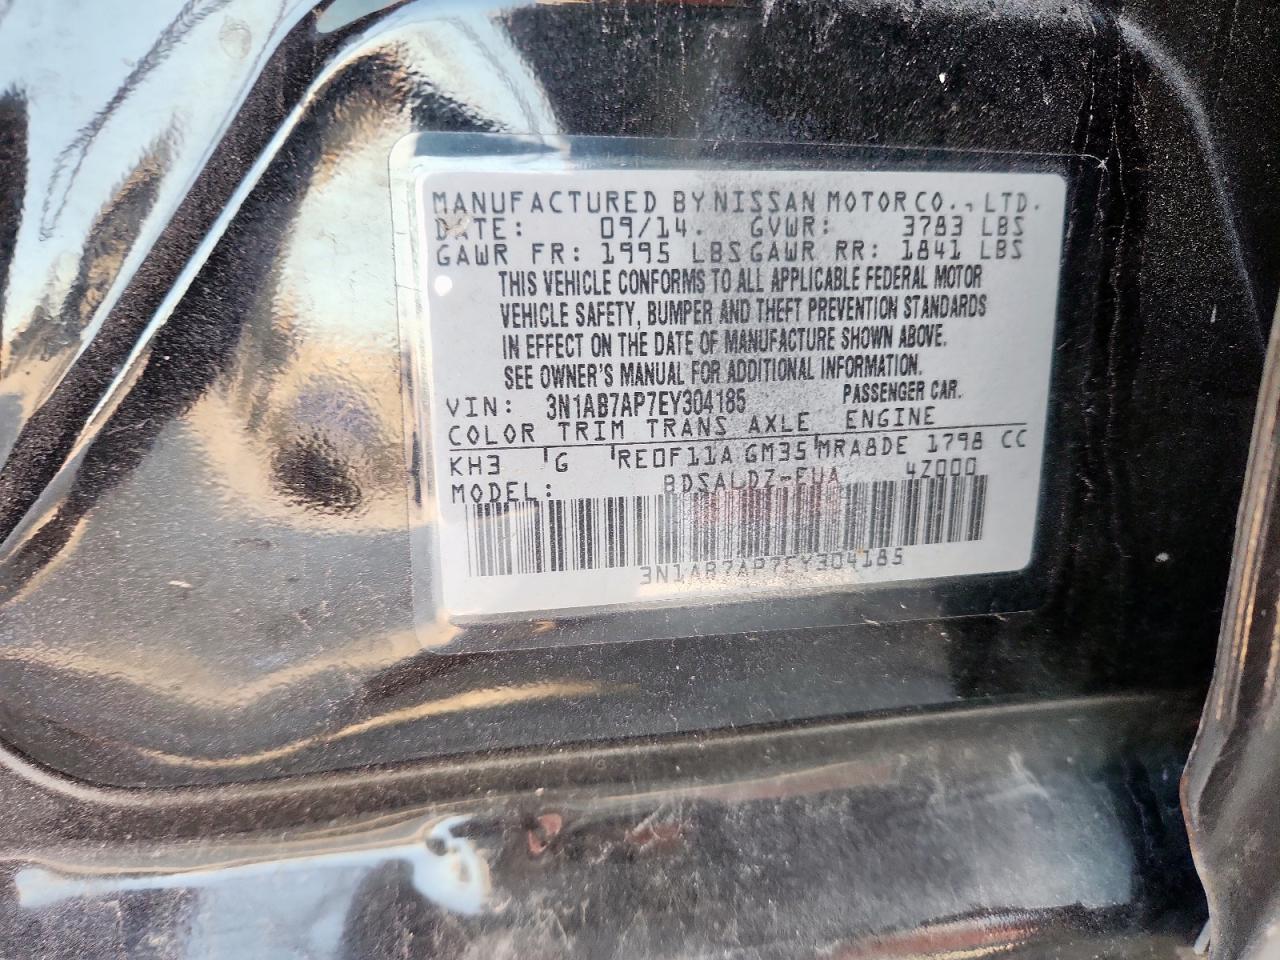 MANUFACTURED BY NISSAN MOTOR CO., LTD.
DATE: 09/14. GVWR: 3783 LBS
GAWR FR: 1995 LBS GAWR RR: 1841 LBS
THIS VEHICLE CONFORMS TO ALL APPLICABLE FEDERAL MOTOR
VEHICLE SAFETY, BUMPER AND THEFT PREVENTION STANDARDS
IN EFFECT ON THE DATE OF MANUFACTURE SHOWN ABOVE.
SEE OWNER'S MANUAL FOR ADDITIONAL INFORMATION.
VIN: 3N1AB7AP7EY304185 PASSENGER CAR.
COLOR TRIM TRANS AXLE ENGINE
KH3 G RE0F11A GM35 MRA8DE 1798 CC
MODEL: BDSALDZ-EUA 4Z000
3N1AB7AP7EY304185